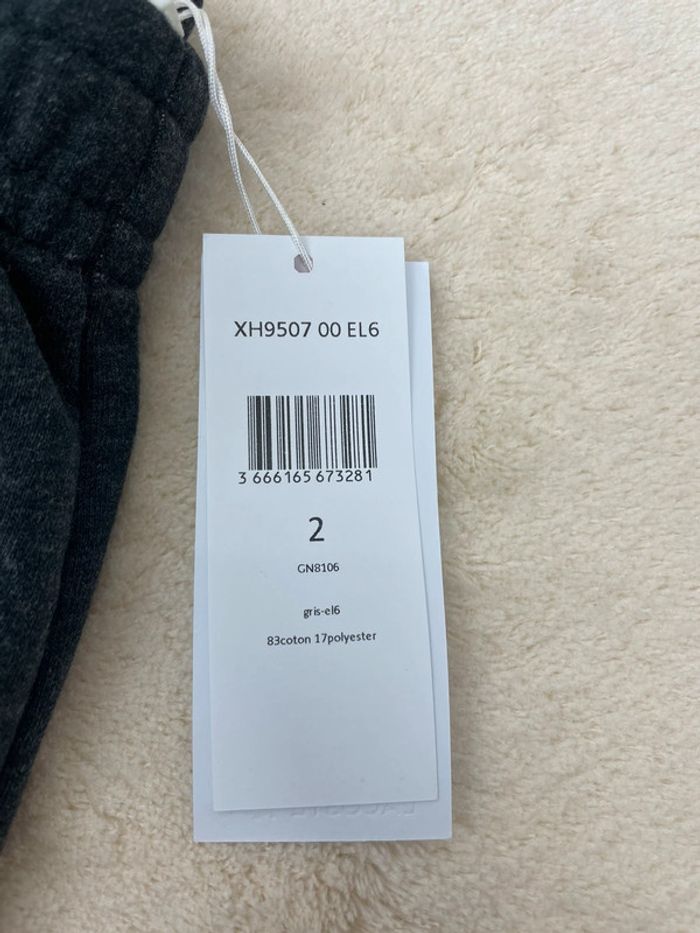 XH9507 00 EL6
3 666165 673281
2
GN8106
gris-el6
83coton 17polyester